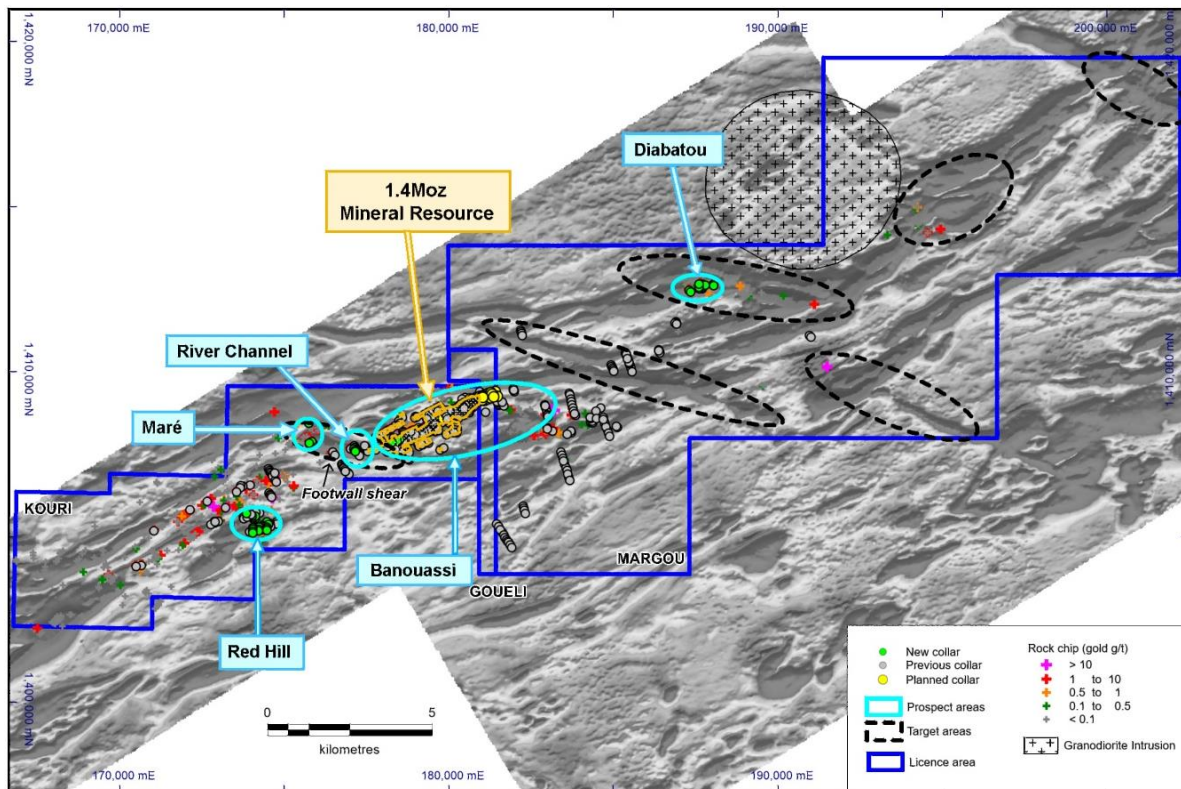 170,000 mE
180,000 mE
190,000 mE
200,000 mE
1,420,000 mN
1,420,000 mN
Diabatou
1.4Moz
Mineral Resource
River Channel
1,410,000 mN
1,410,000 mN
Maré
Footwall shear
KOURI
Banouassi
MARGOU
GOUELI
Red Hill
1,400,000 mN
0 5
kilometres
170,000 mE
180,000 mE
190,000 mE
New collar
Previous collar
Planned collar
Prospect areas
Target areas
Licence area
Rock chip (gold g/t)
> 10
1 to 10
0.5 to 1
0.1 to 0.5
< 0.1
Granodiorite Intrusion